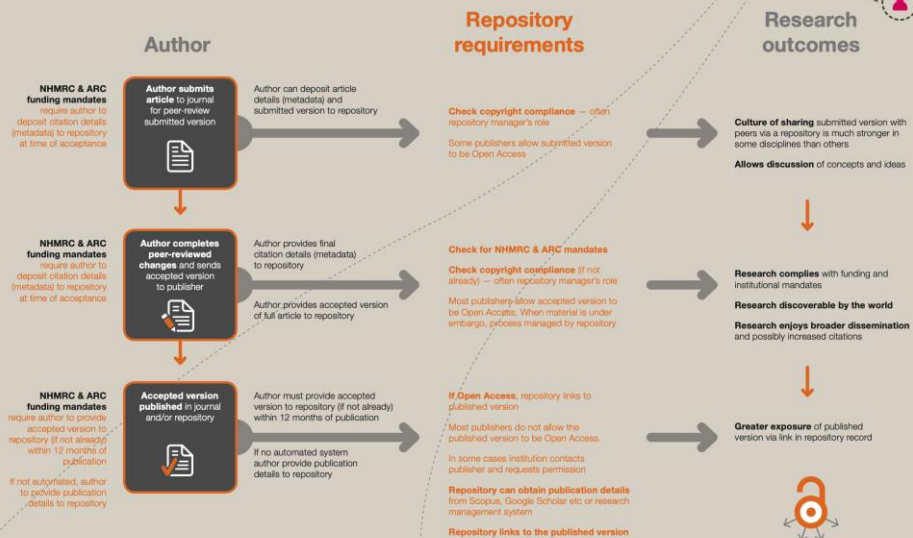 Author
Repository
requirements
Research
outcomes
NHMRC & ARC
funding mandates
require author to
deposit citation details
(metadata) to repository
at time of acceptance
Author submits
article to journal
for peer-review
submitted version
Author can deposit article
details (metadata) and
submitted version to repository
Check copyright compliance — often
repository manager's role
Some publishers allow submitted version
to be Open Access
Culture of sharing submitted version with
peers via a repository is much stronger in
some disciplines than others
Allows discussion of concepts and ideas
NHMRC & ARC
funding mandates
require author to
deposit citation details
(metadata) to repository
at time of acceptance
Author completes
peer-reviewed
changes and sends
accepted version
to publisher
Author provides final
citation details (metadata)
to repository
Author provides accepted version
of full article to repository
Check for NHMRC & ARC mandates
Check copyright compliance (if not
already) — often repository manager's role
Most publishers allow accepted version to
be Open Access. When material is under
embargo, process managed by repository
Research complies with funding and
institutional mandates
Research discoverable by the world
Research enjoys broader dissemination
and possibly increased citations
NHMRC & ARC
funding mandates
require author to provide
accepted version to
repository (if not already)
within 12 months of
publication
If not automated, author
to provide publication
details to repository
Accepted version
published in journal
and/or repository
Author must provide accepted
version to repository (if not already)
within 12 months of publication
If no automated system
author provide publication
details to repository
If Open Access, repository links to
published version
Most publishers do not allow the
published version to be Open Access.
In some cases institution contacts
publisher and requests permission
Repository can obtain publication details
from Scopus, Google Scholar etc or research
management system
Repository links to the published version
Greater exposure of published
version via link in repository record